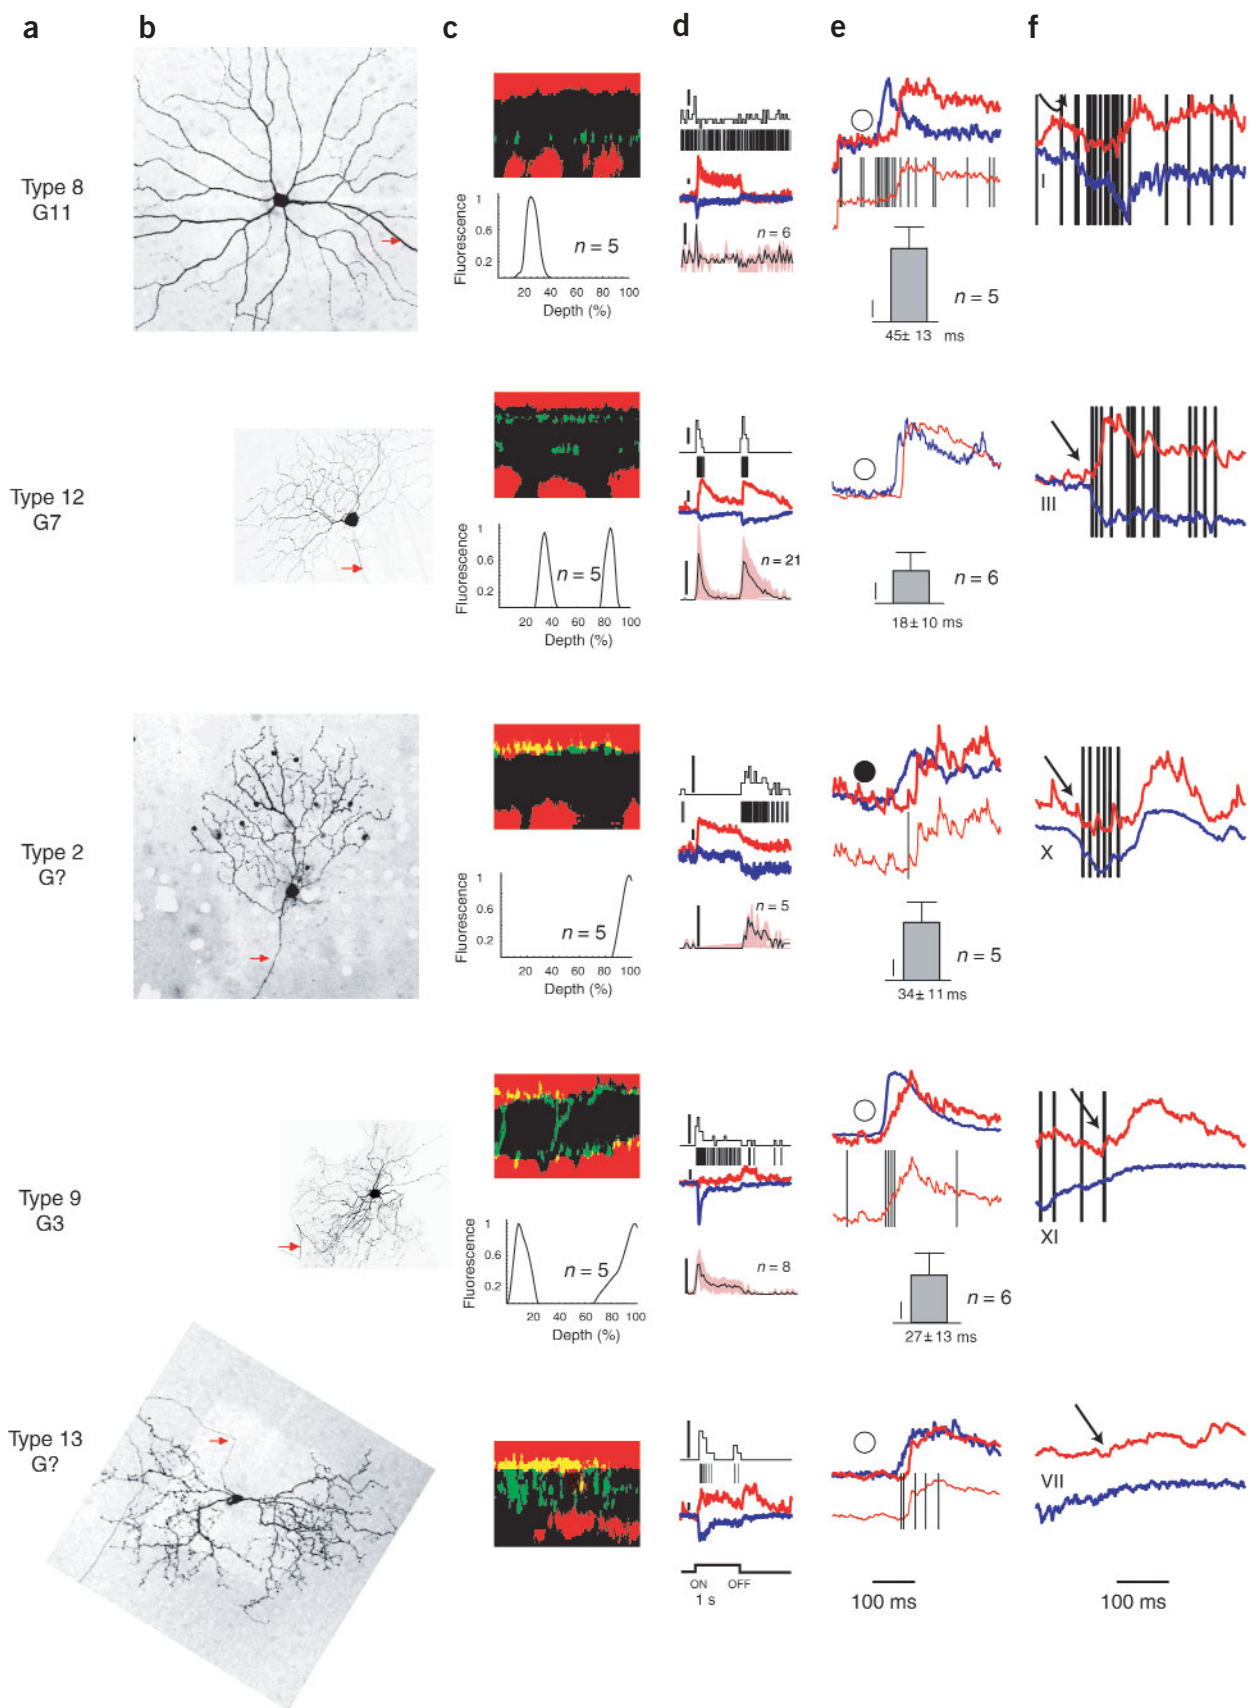 a b c d e f
Type 8
G11
Fluorescence
1
0.6
0.2
n = 5
20 40 60 80 100
Depth (%)
n = 6
n = 5
45± 13 ms
I
Type 12
G7
Fluorescence
1
0.6
0.2
n = 5
20 40 60 80 100
Depth (%)
n = 21
n = 6
18± 10 ms
III
Type 2
G?
Fluorescence
1
0.6
0.2
n = 5
20 40 60 80 100
Depth (%)
n = 5
n = 5
34± 11 ms
X
Type 9
G3
Fluorescence
1
0.6
0.2
n = 5
20 40 60 80 100
Depth (%)
n = 8
n = 6
27± 13 ms
XI
Type 13
G?
ON OFF
1 s
100 ms
VII
100 ms